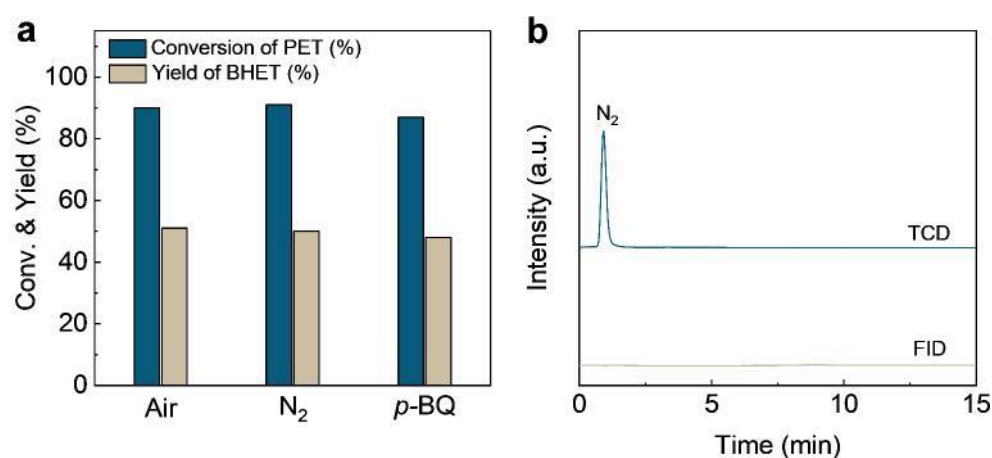 a
Conversion of PET (%)
Yield of BHET (%)
Conv. & Yield (%)
100
80
60
40
20
0
Air
N₂
p-BQ
b
N₂
TCD
FID
Intensity (a.u.)
0
5
10
15
Time (min)